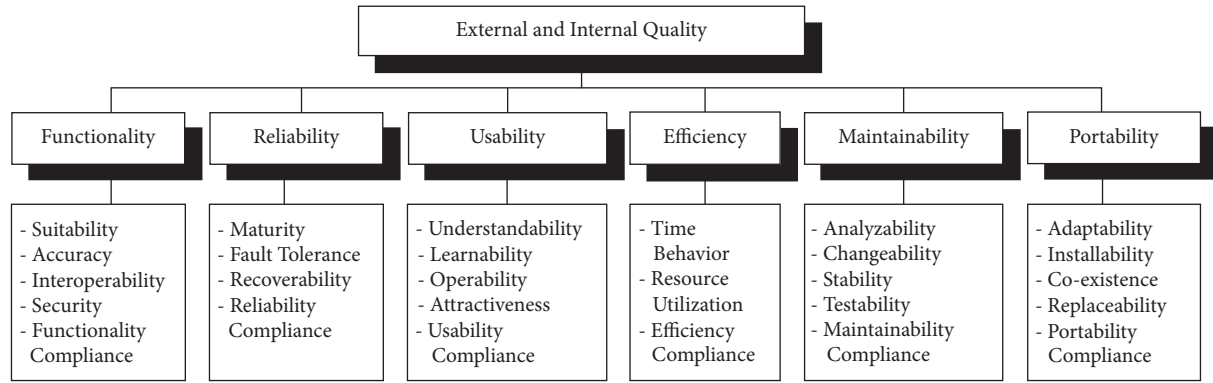 External and Internal Quality
Functionality
Reliability
Usability
Efficiency
Maintainability
Portability
- Suitability
- Accuracy
- Interoperability
- Security
- Functionality
Compliance
- Maturity
- Fault Tolerance
- Recoverability
- Reliability
Compliance
- Understandability
- Learnability
- Operability
- Attractiveness
- Usability
Compliance
- Time
Behavior
- Resource
Utilization
- Efficiency
Compliance
- Analyzability
- Changeability
- Stability
- Testability
- Maintainability
Compliance
- Adaptability
- Installability
- Co-existence
- Replaceability
- Portability
Compliance